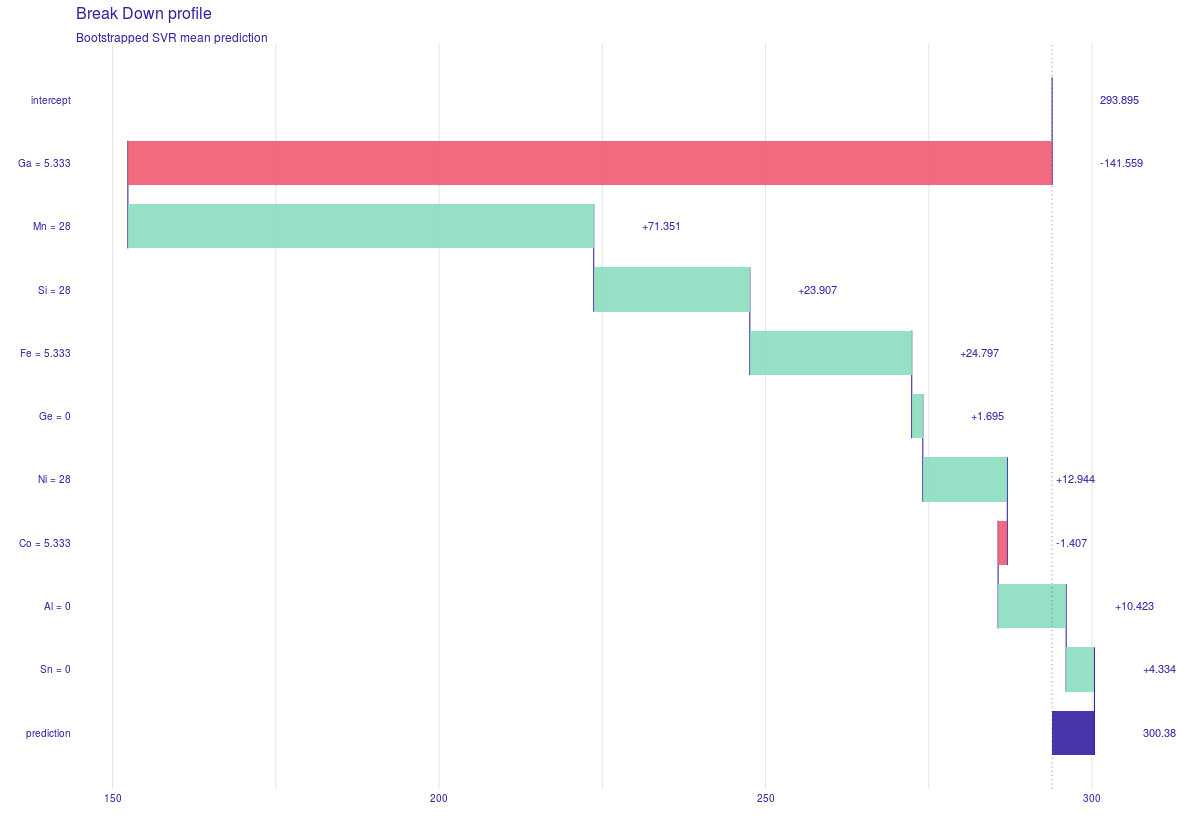 Break Down profile
Bootstrapped SVR mean prediction
intercept 293.895
Ga = 5.333 -141.559
Mn = 28 +71.351
Si = 28 +23.907
Fe = 5.333 +24.797
Ge = 0 +1.695
Ni = 28 +12.944
Co = 5.333 -1.407
Al = 0 +10.423
Sn = 0 +4.334
prediction 300.38
150 200 250 300